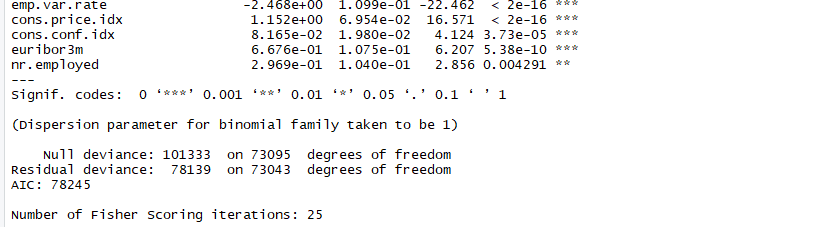 emp.var.rate -2.468e+00 1.099e-01 -22.462 < 2e-16 ***
cons.price.idx 1.152e+00 6.954e-02 16.571 < 2e-16 ***
cons.conf.idx 8.165e-02 1.980e-02 4.124 3.73e-05 ***
euribor3m 6.676e-01 1.075e-01 6.207 5.38e-10 ***
nr.employed 2.969e-01 1.040e-01 2.856 0.004291 **
---
Signif. codes: 0 ‘***’ 0.001 ‘**’ 0.01 ‘*’ 0.05 ‘.’ 0.1 ‘ ’ 1
(Dispersion parameter for binomial family taken to be 1)
Null deviance: 101333 on 73095 degrees of freedom
Residual deviance: 78139 on 73043 degrees of freedom
AIC: 78245
Number of Fisher Scoring iterations: 25